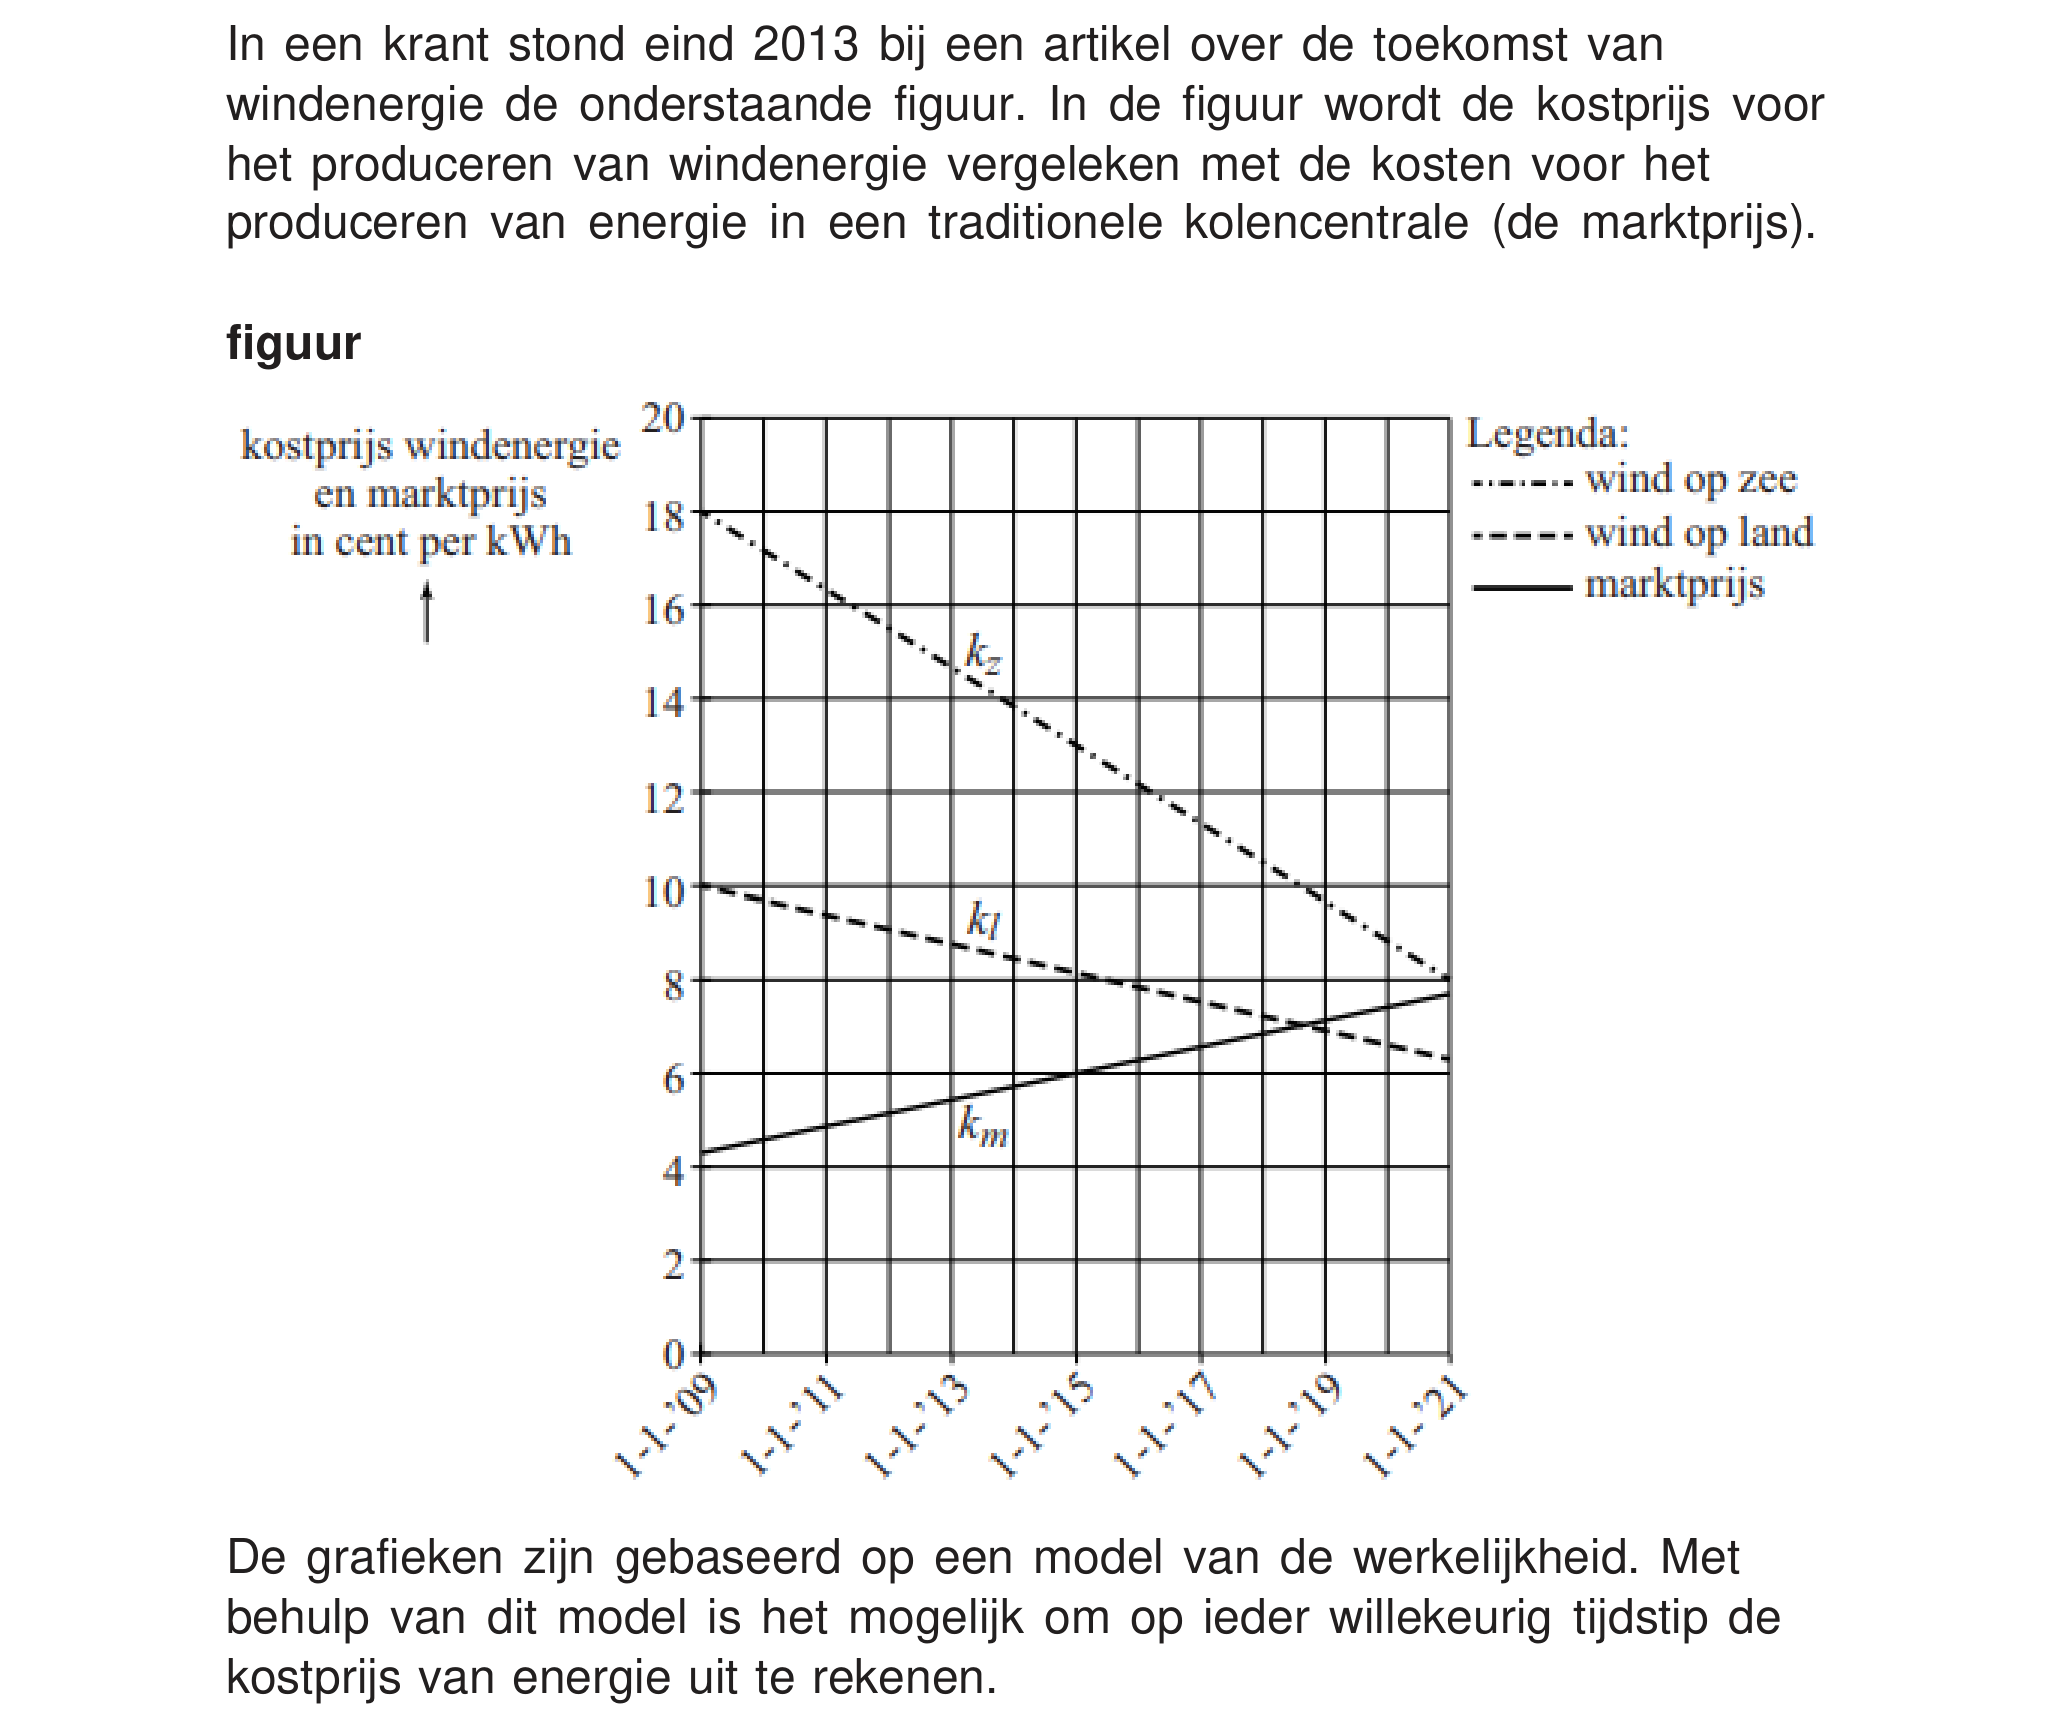 In een krant stond eind 2013 bij een artikel over de toekomst van
windenergie de onderstaande figuur. In de figuur wordt de kostprijs voor
het produceren van windenergie vergeleken met de kosten voor het
produceren van energie in een traditionele kolencentrale (de marktprijs).
figuur
kostprijs windenergie
en marktprijs
in cent per kWh
20
18
16
14
12
10
8
6
4
2
0
kz
kl
km
1-1-'09
1-1-'11
1-1-'13
1-1-'15
1-1-'17
1-1-'19
1-1-'21
Legenda:
wind op zee
wind op land
marktprijs
De grafieken zijn gebaseerd op een model van de werkelijkheid. Met
behulp van dit model is het mogelijk om op ieder willekeurig tijdstip de
kostprijs van energie uit te rekenen.